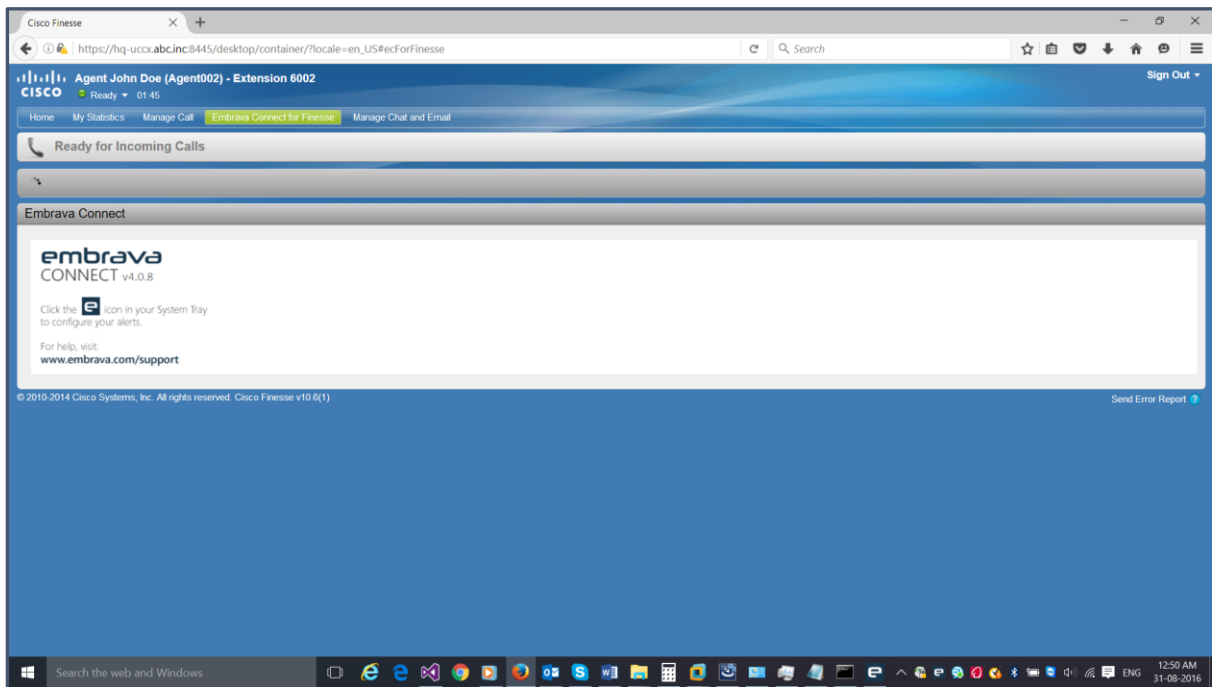 Cisco Finesse
https://hq-uccx.abc.inc:8445/desktop/container/?locale=en_US#ecForFinesse
Search
CISCO
Agent John Doe (Agent002) - Extension 6002
Sign Out
Ready 01:45
Home My Statistics Manage Call Embrava Connect for Finesse Manage Chat and Email
Ready for Incoming Calls
Embrava Connect
embrava
CONNECT v4.0.8
Click the e icon in your System Tray
to configure your alerts.
For help, visit:
www.embrava.com/support
© 2010-2014 Cisco Systems, Inc. All rights reserved. Cisco Finesse v10.6(1)
Send Error Report ?
Search the web and Windows
ENG
12:50 AM
31-08-2016